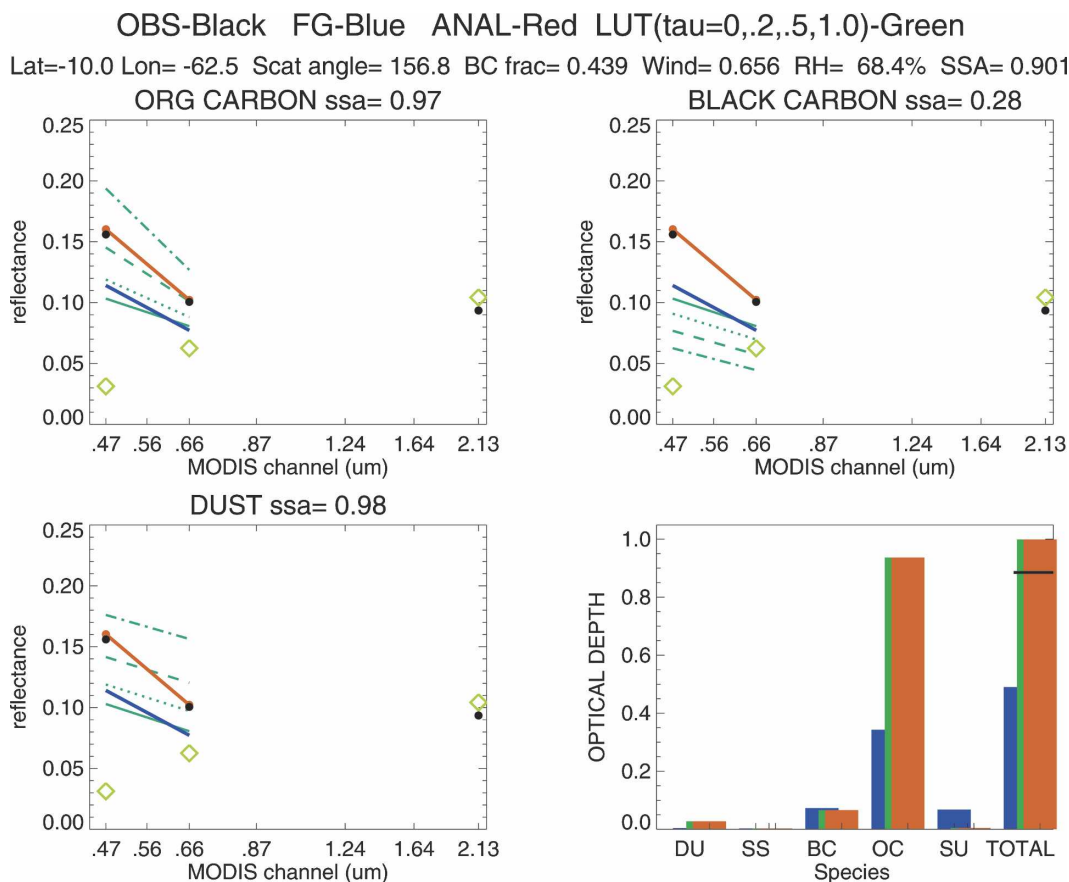 OBS-Black FG-Blue ANAL-Red LUT(tau=0,.2,.5,1.0)-Green
Lat=-10.0 Lon= -62.5 Scat angle= 156.8 BC frac= 0.439 Wind= 0.656 RH= 68.4% SSA= 0.901
ORG CARBON ssa= 0.97
0.25
0.20
0.15
0.10
0.05
0.00
reflectance
.47 .56 .66 .87 1.24 1.64 2.13
MODIS channel (um)
BLACK CARBON ssa= 0.28
0.25
0.20
0.15
0.10
0.05
0.00
reflectance
.47 .56 .66 .87 1.24 1.64 2.13
MODIS channel (um)
DUST ssa= 0.98
0.25
0.20
0.15
0.10
0.05
0.00
reflectance
.47 .56 .66 .87 1.24 1.64 2.13
MODIS channel (um)
1.0
0.8
0.6
0.4
0.2
0.0
OPTICAL DEPTH
DU SS BC OC SU TOTAL
Species